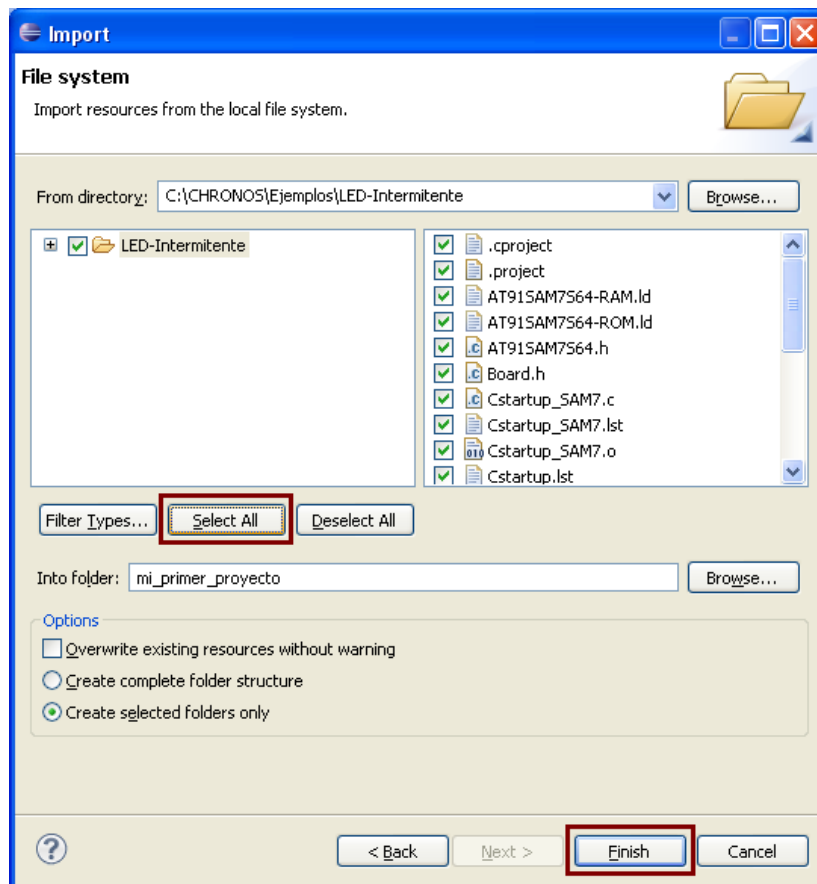 Import
File system
Import resources from the local file system.
From directory: C:\CHRONOS\Ejemplos\LED-Intermitente Browse...
LED-Intermitente
.cproject
.project
AT91SAM7S64-RAM.ld
AT91SAM7S64-ROM.ld
AT91SAM7S64.h
Board.h
Cstartup_SAM7.c
Cstartup_SAM7.lst
Cstartup_SAM7.o
Cstartup.lst
Filter Types... Select All Deselect All
Into folder: mi_primer_proyecto Browse...
Options
Overwrite existing resources without warning
Create complete folder structure
Create selected folders only
? < Back Next > Finish Cancel